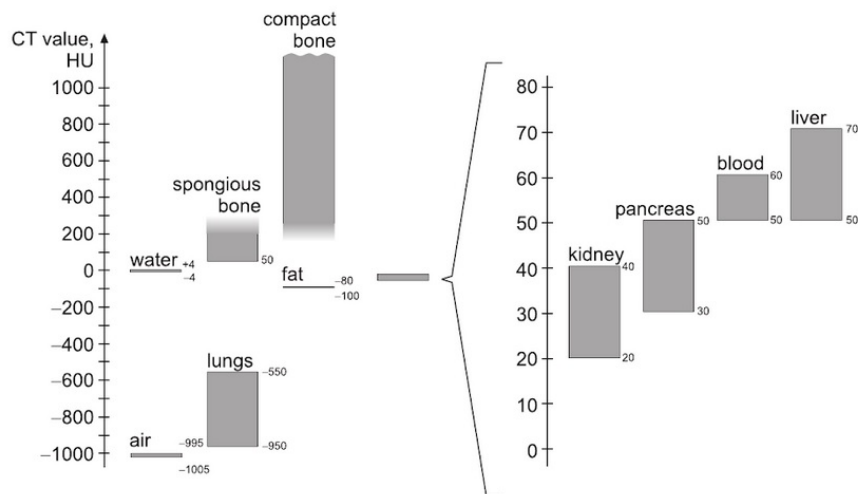 CT value,
HU
1000
800
600
400
200
0
−200
−400
−600
−800
−1000
water
+4
−4
air
−995
−1005
spongious
bone
50
lungs
−550
−950
compact
bone
fat
−80
−100
80
70
60
50
40
30
20
10
0
kidney
40
20
pancreas
50
30
blood
60
50
liver
70
50